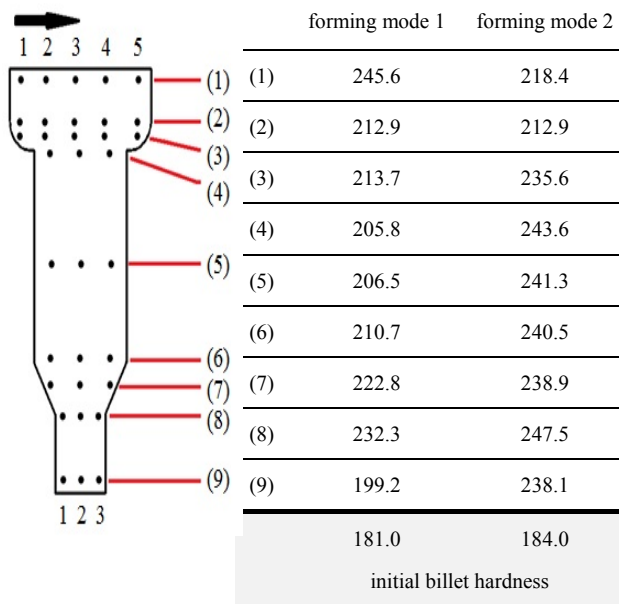 1 2 3 4 5
(1)
(2)
(3)
(4)
(5)
(6)
(7)
(8)
(9)
1 2 3
forming mode 1 forming mode 2
(1) 245.6 218.4
(2) 212.9 212.9
(3) 213.7 235.6
(4) 205.8 243.6
(5) 206.5 241.3
(6) 210.7 240.5
(7) 222.8 238.9
(8) 232.3 247.5
(9) 199.2 238.1
181.0 184.0
initial billet hardness